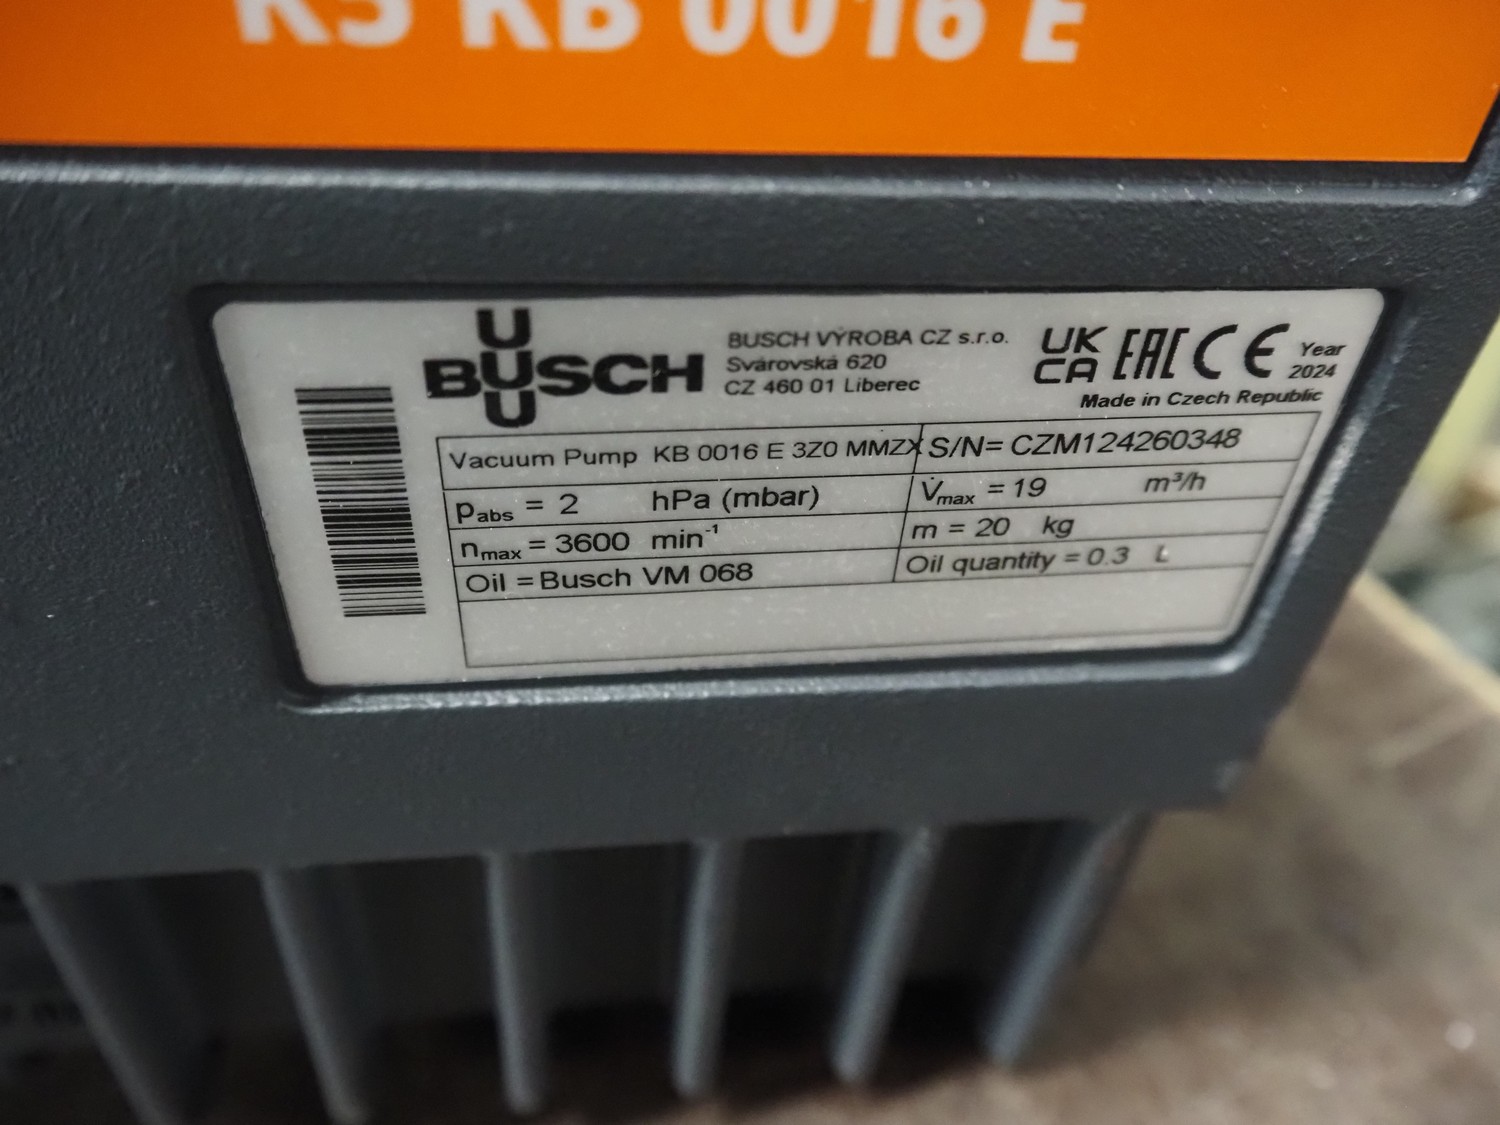 KB 0016 E
BUSCH
U
U
BUSCH VÝROBA CZ s.r.o.
Svárovská 620
CZ 460 01 Liberec
UK
CA EAC CE
Year
2024
Made in Czech Republic
Vacuum Pump KB 0016 E 3Z0 MMZX S/N= CZM124260348
Pabs = 2 hPa (mbar) V̇max = 19 m³/h
nmax = 3600 min⁻¹ m = 20 kg
Oil = Busch VM 068 Oil quantity = 0.3 L